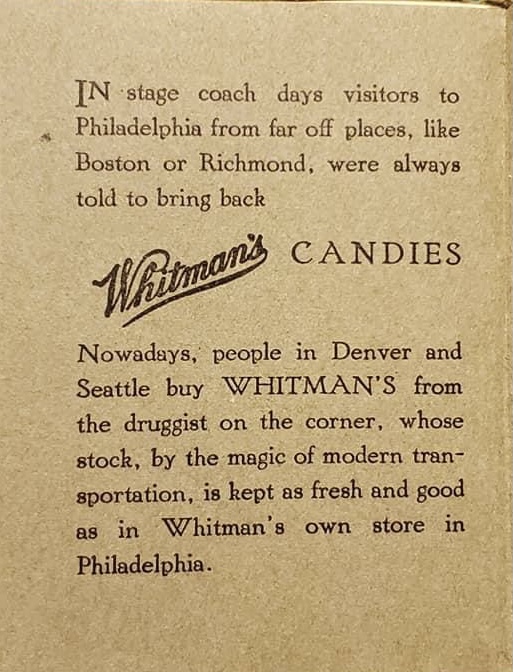 IN stage coach days visitors to
Philadelphia from far off places, like
Boston or Richmond, were always
told to bring back
Whitman's CANDIES
Nowadays, people in Denver and
Seattle buy WHITMAN'S from
the druggist on the corner, whose
stock, by the magic of modern tran-
sportation, is kept as fresh and good
as in Whitman's own store in
Philadelphia.